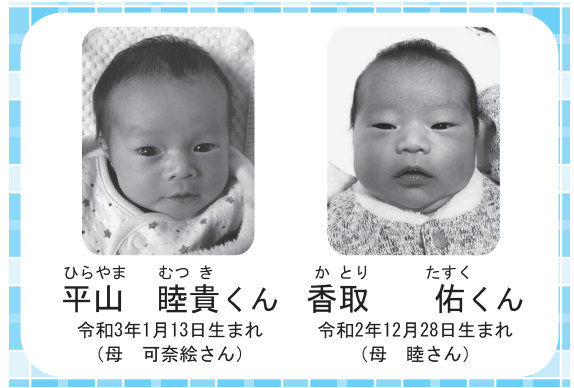 ひらやま むつき
平山 睦貴くん
令和3年1月13日生まれ
(母 可奈絵さん)
かとり たすく
香取 佑くん
令和2年12月28日生まれ
(母 睦さん)